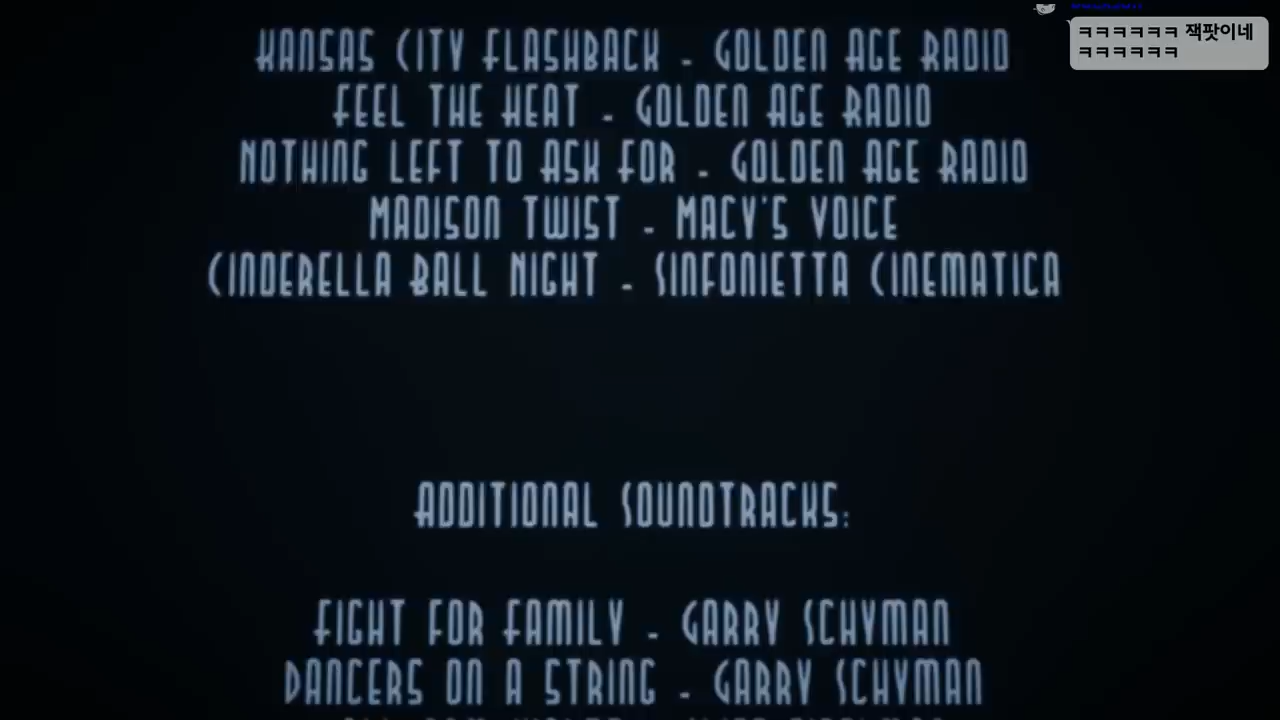 KANSAS CITY FLASHBACK - GOLDEN AGE RADIO
FEEL THE HEAT - GOLDEN AGE RADIO
NOTHING LEFT TO ASK FOR - GOLDEN AGE RADIO
MADISON TWIST - MACY'S VOICE
CINDERELLA BALL NIGHT - SINFONIETTA CINEMATICA
ADDITIONAL SOUNDTRACKS:
FIGHT FOR FAMILY - GARRY SCHYMAN
DANCERS ON A STRING - GARRY SCHYMAN
ㅋㅋㅋㅋㅋㅋ 잭팟이네
ㅋㅋㅋㅋㅋㅋ